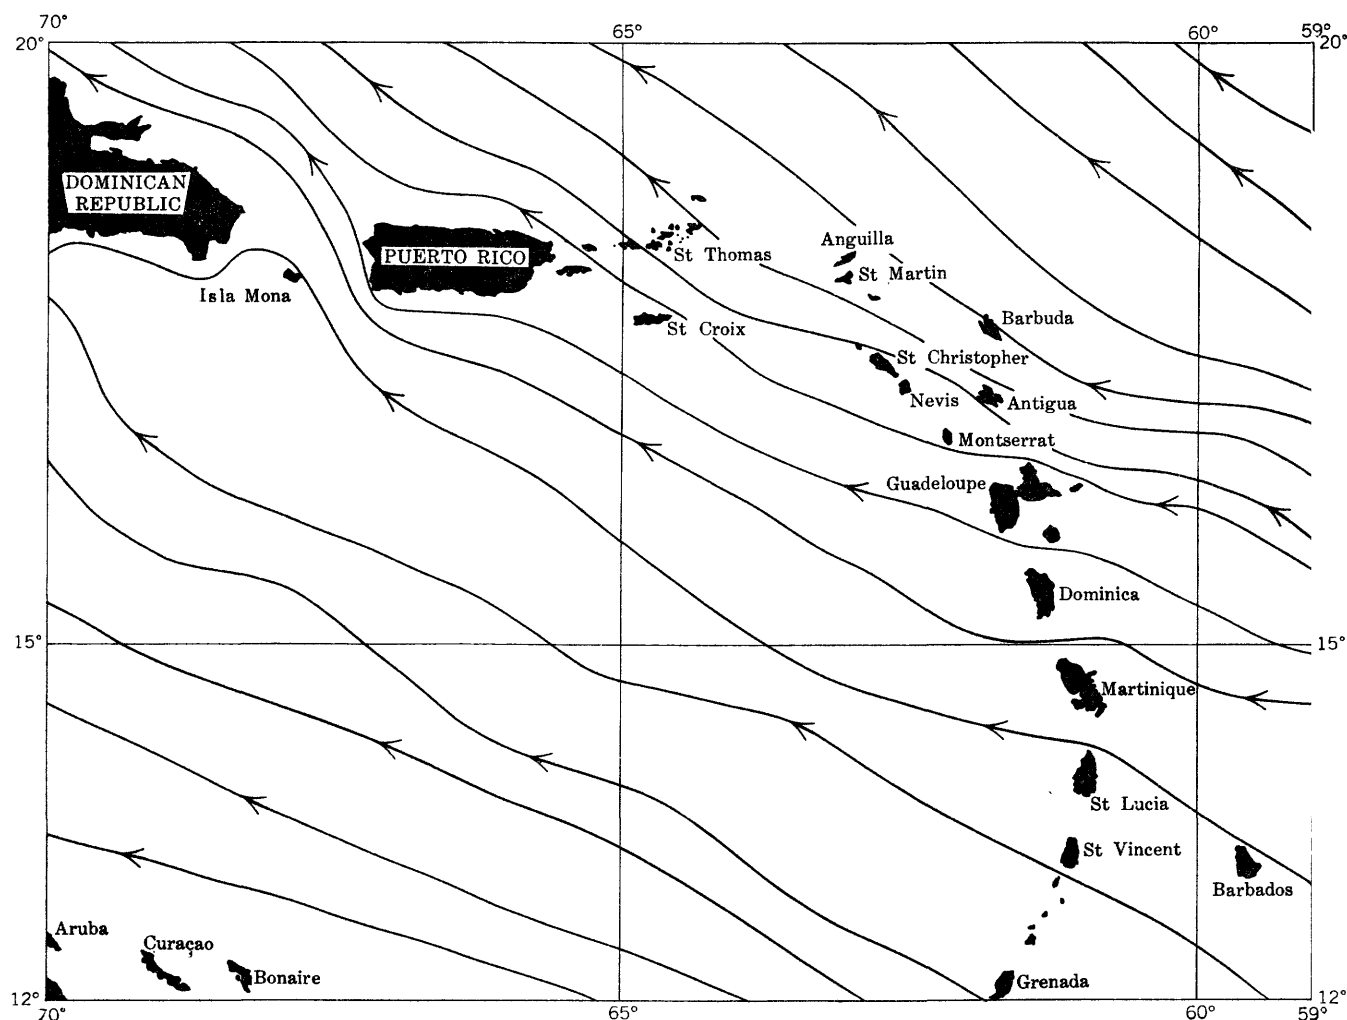 70°
65°
60°
59°
20°
20°
DOMINICAN
REPUBLIC
PUERTO RICO
St Thomas
Anguilla
St Martin
Isla Mona
St Croix
Barbuda
St Christopher
Nevis
Antigua
Montserrat
Guadeloupe
Dominica
15°
15°
Martinique
St Lucia
St Vincent
Barbados
Aruba
Curaçao
Bonaire
Grenada
12°
12°
70°
65°
60°
59°